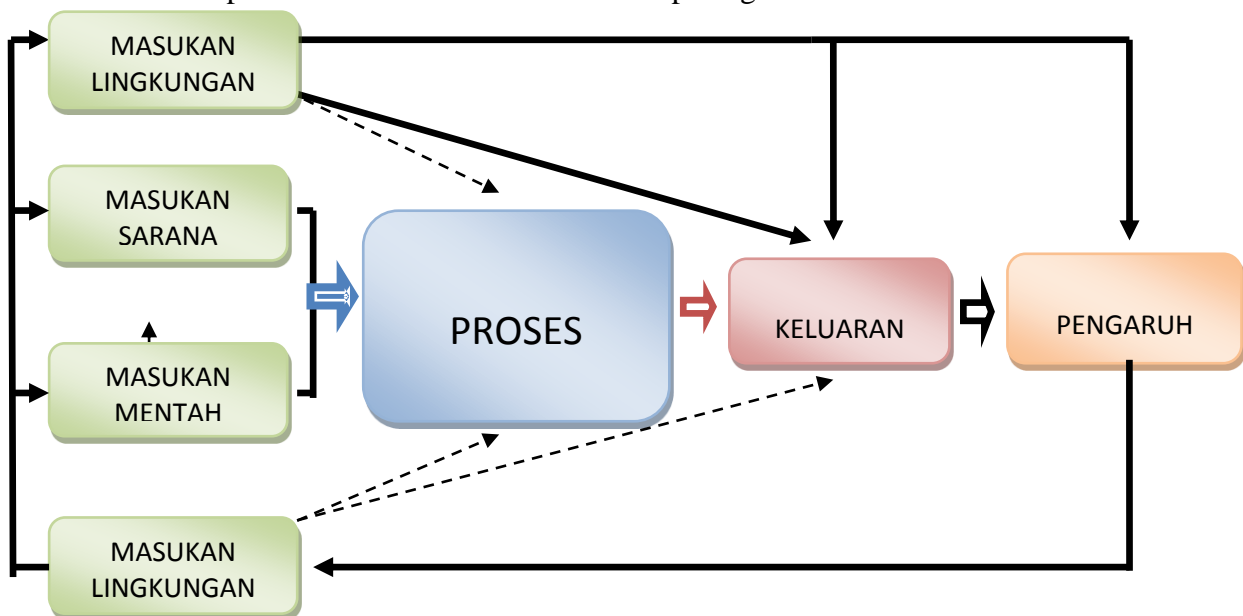 MASUKAN
LINGKUNGAN
MASUKAN
SARANA
MASUKAN
MENTAH
MASUKAN
LINGKUNGAN
PROSES
KELUARAN
PENGARUH